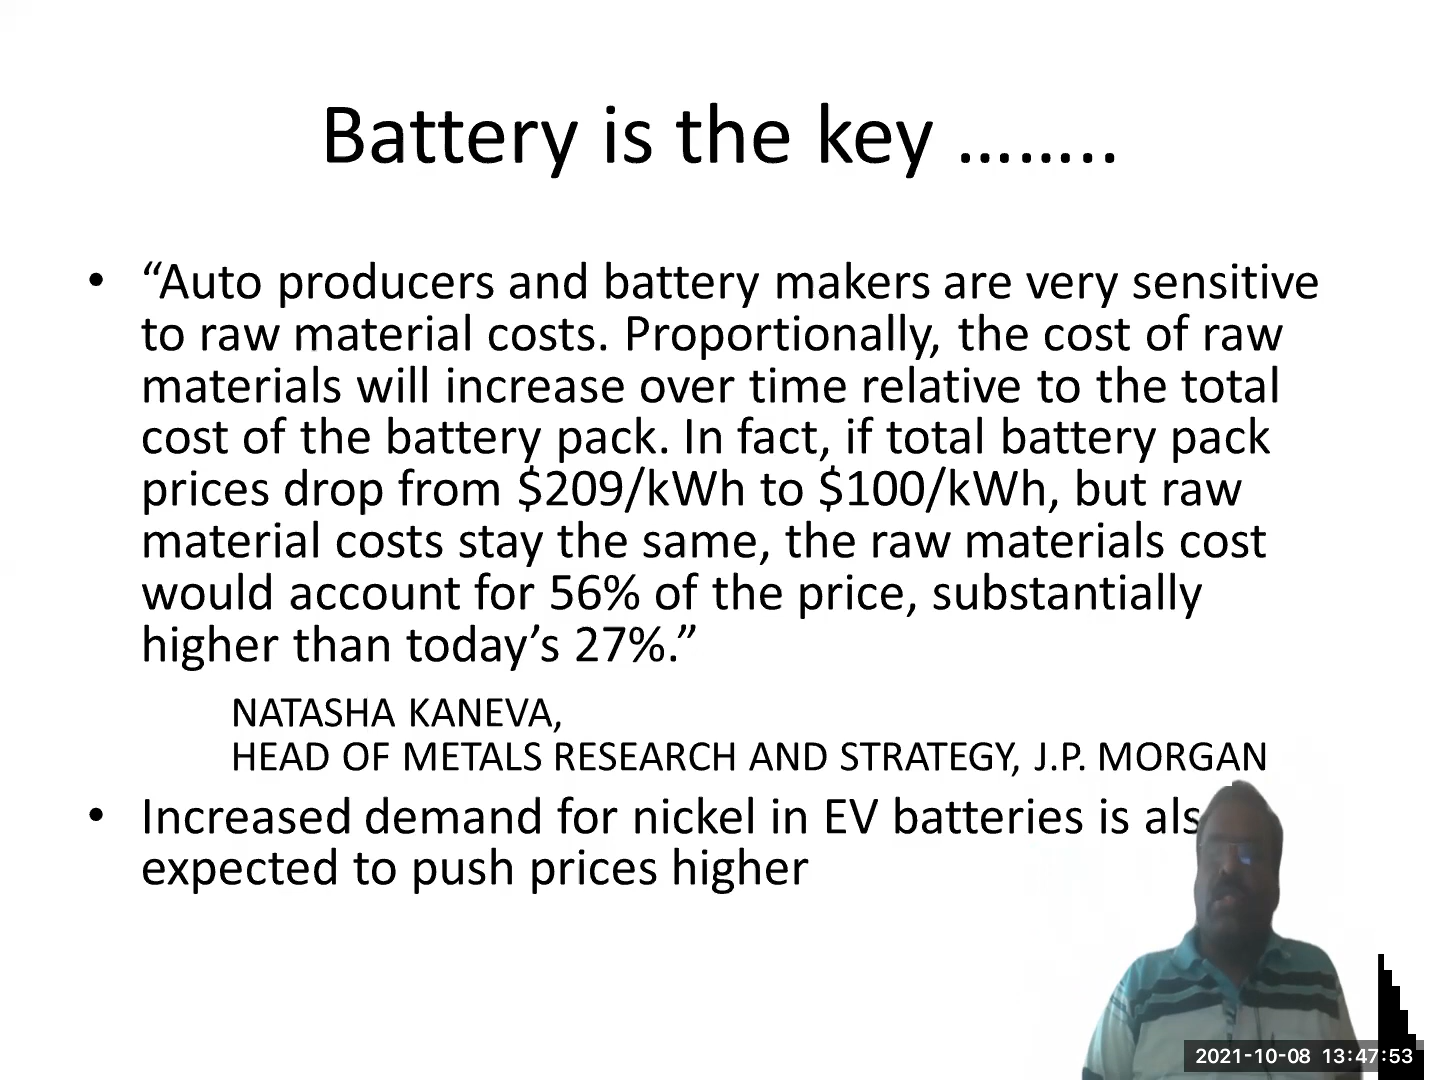 Battery is the key ........
• “Auto producers and battery makers are very sensitive
to raw material costs. Proportionally, the cost of raw
materials will increase over time relative to the total
cost of the battery pack. In fact, if total battery pack
prices drop from $209/kWh to $100/kWh, but raw
material costs stay the same, the raw materials cost
would account for 56% of the price, substantially
higher than today’s 27%.”
NATASHA KANEVA,
HEAD OF METALS RESEARCH AND STRATEGY, J.P. MORGAN
• Increased demand for nickel in EV batteries is als
expected to push prices higher
2021-10-08 13:47:53